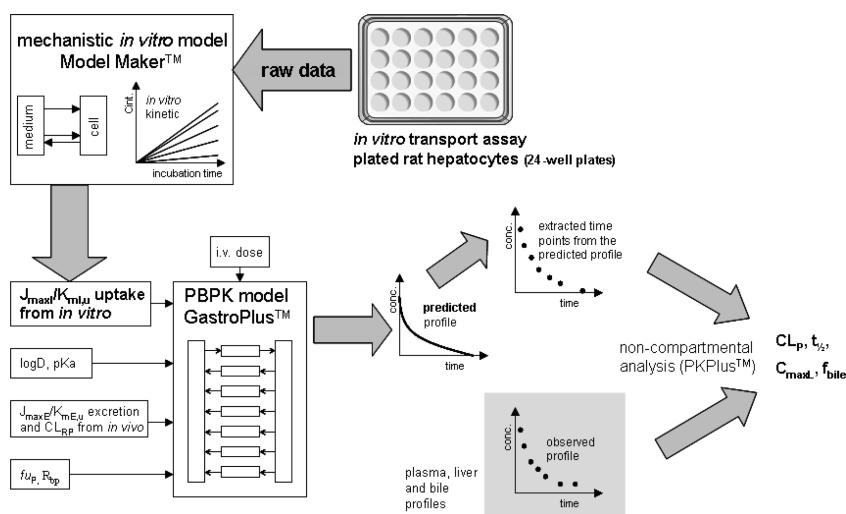 mechanistic in vitro model
Model Maker™
medium
cell
Cint.
in vitro
kinetic
incubation time
raw data
in vitro transport assay
plated rat hepatocytes (24-well plates)
i.v. dose
JmaxI/KmI,u uptake
from in vitro
logD, pKa
JmaxE/KmE,u excretion
and CLRP from in vivo
fuP, Rbp
PBPK model
GastroPlus™
conc.
predicted
profile
time
conc.
extracted time
points from the
predicted profile
time
non-compartmental
analysis (PKPlus™)
CLP, t½,
CmaxL, fbile
plasma, liver
and bile
profiles
conc.
observed
profile
time